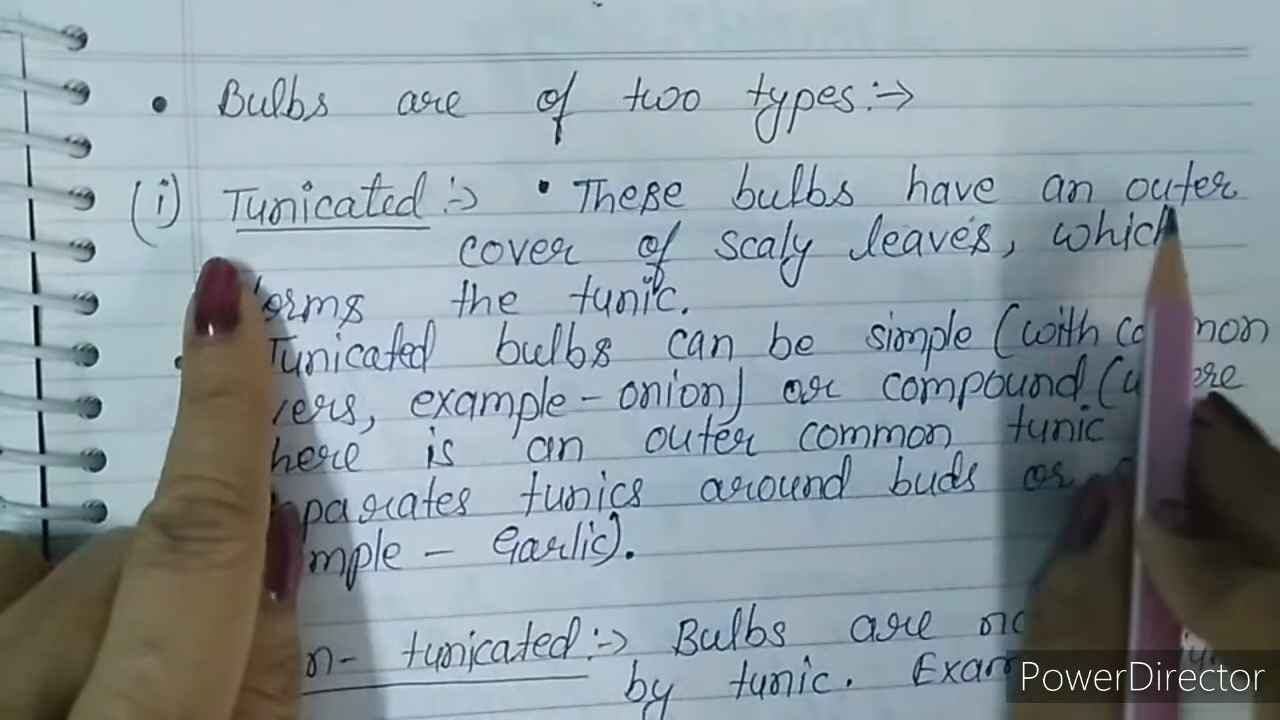 • Bulbs are of two types :->
(i) Tunicated :-> • These bulbs have an outer
cover of scaly leaves, which
the tunic.
• Tunicated bulbs can be simple (with
example - onion) or compound (
is an outer common tunic
tunics around buds or
- Garlic).
tunicated :-> Bulbs are
by tunic.
PowerDirector